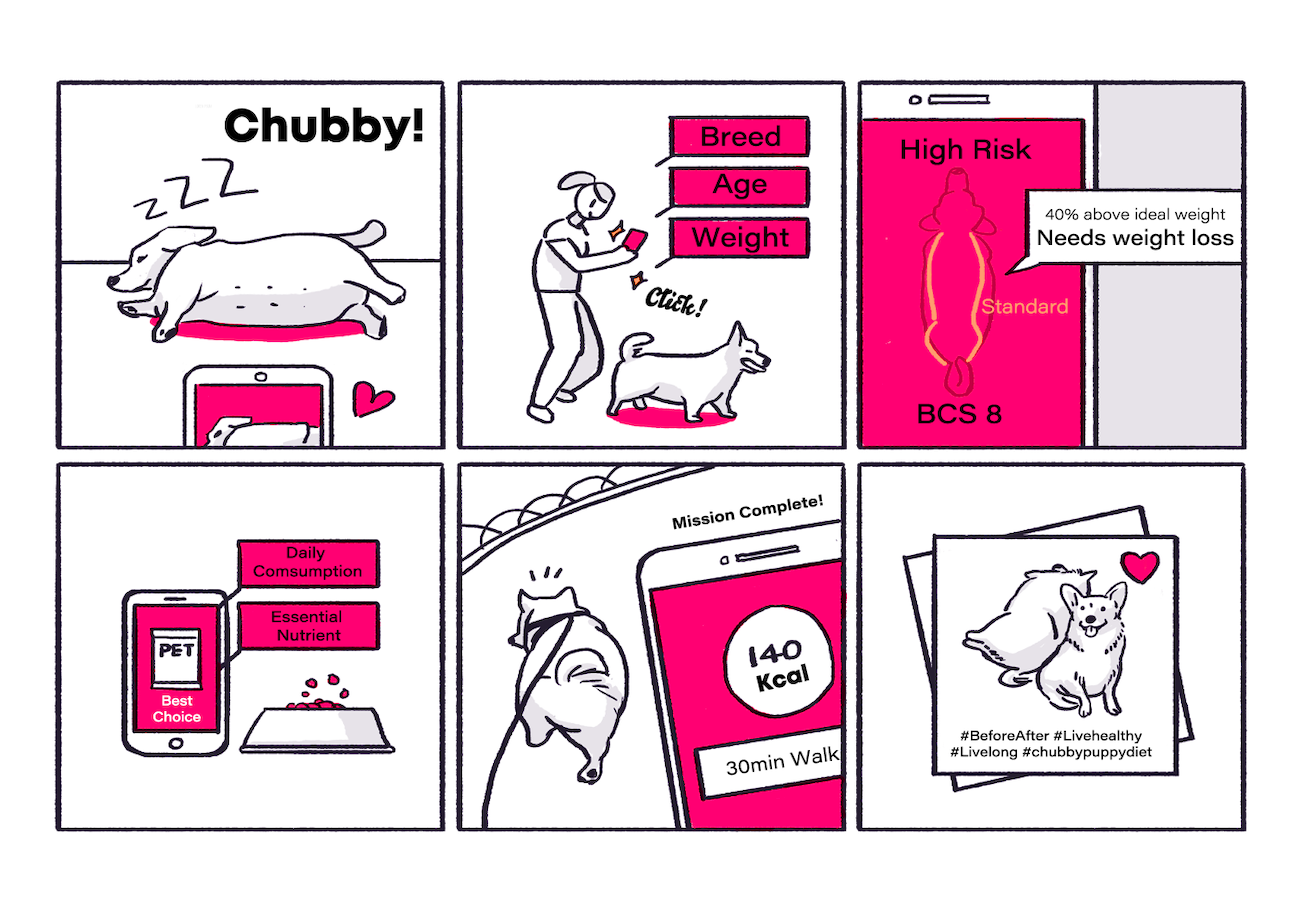 Chubby!
z Z Z
Breed
Age
Weight
Click!
High Risk
40% above ideal weight
Needs weight loss
Standard
BCS 8
Daily
Comsumption
Essential
Nutrient
PET
Best
Choice
Mission Complete!
140
Kcal
30min Walk
#BeforeAfter #Livehealthy
#Livelong #chubbypuppydiet